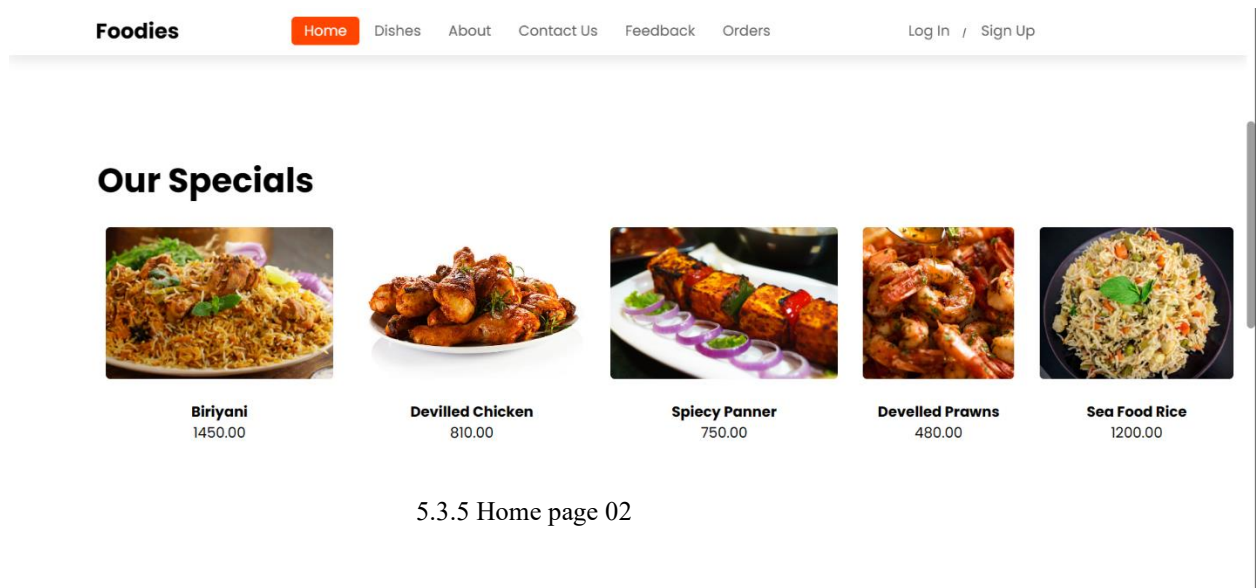 Foodies Home Dishes About Contact Us Feedback Orders Log In / Sign Up
Our Specials
Biriyani Devilled Chicken Spiecy Panner Develled Prawns Sea Food Rice
1450.00 810.00 750.00 480.00 1200.00
5.3.5 Home page 02